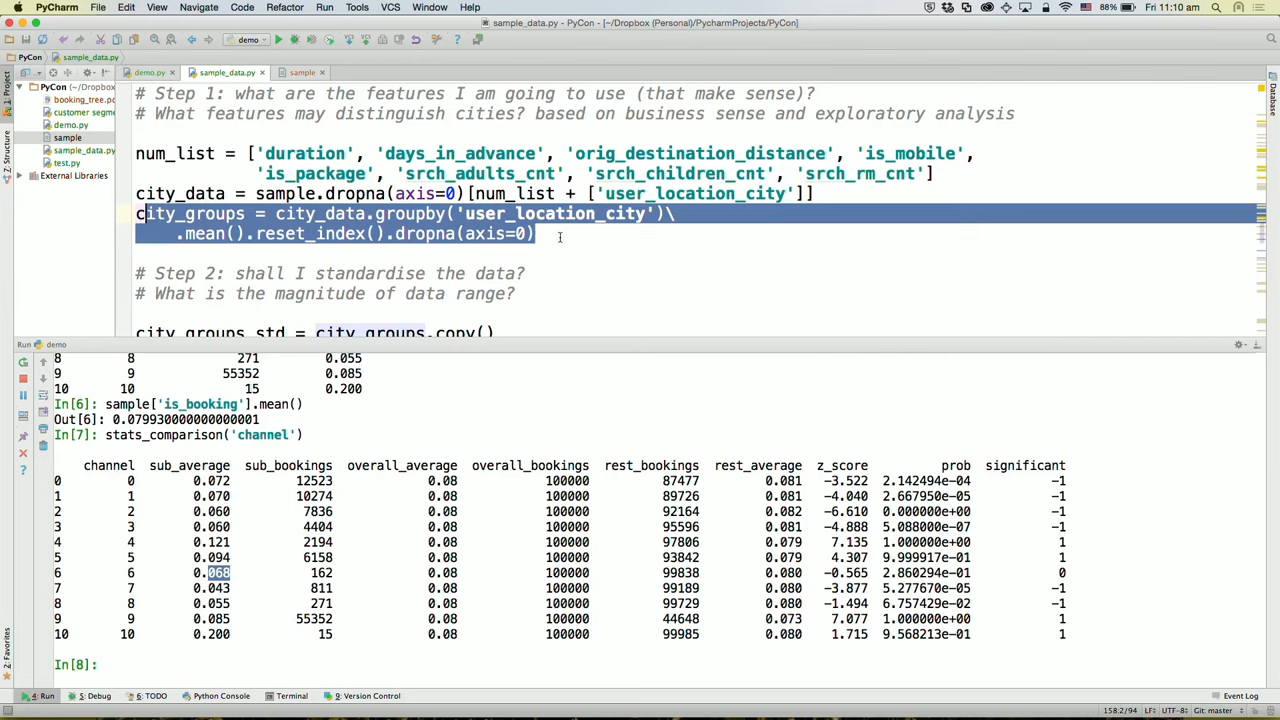 PyCharm File Edit View Navigate Code Refactor Run Tools VCS Window Help 88% Fri 11:10 am
sample_data.py - PyCon - [~/Dropbox (Personal)/PycharmProjects/PyCon]
demo
PyCon sample_data.py
demo.py sample_data.py sample
1: Project
7: Structure
2: Favorites
Database
PyCon (~/Dropbox
booking_tree.pd
customer segme
demo.py
sample
sample_data.py
test.py
External Libraries
# Step 1: what are the features I am going to use (that make sense)?
# What features may distinguish cities? based on business sense and exploratory analysis
num_list = ['duration', 'days_in_advance', 'orig_destination_distance', 'is_mobile',
'is_package', 'srch_adults_cnt', 'srch_children_cnt', 'srch_rm_cnt']
city_data = sample.dropna(axis=0)[num_list + ['user_location_city']]
city_groups = city_data.groupby('user_location_city')\
.mean().reset_index().dropna(axis=0)
# Step 2: shall I standardise the data?
# What is the magnitude of data range?
city_groups_std = city_groups.copy()
Run demo
8 8 271 0.055
9 9 55352 0.085
10 10 15 0.200
In[6]: sample['is_booking'].mean()
Out[6]: 0.079930000000000001
In[7]: stats_comparison('channel')
channel sub_average sub_bookings overall_average overall_bookings rest_bookings rest_average z_score prob significant
0 0 0.072 12523 0.08 100000 87477 0.081 -3.522 2.142494e-04 -1
1 1 0.070 10274 0.08 100000 89726 0.081 -4.040 2.667950e-05 -1
2 2 0.060 7836 0.08 100000 92164 0.082 -6.610 0.000000e+00 -1
3 3 0.060 4404 0.08 100000 95596 0.081 -4.888 5.088000e-07 -1
4 4 0.121 2194 0.08 100000 97806 0.079 7.135 1.000000e+00 1
5 5 0.094 6158 0.08 100000 93842 0.079 4.307 9.999917e-01 1
6 6 0.068 162 0.08 100000 99838 0.080 -0.565 2.860294e-01 0
7 7 0.043 811 0.08 100000 99189 0.080 -3.877 5.277670e-05 -1
8 8 0.055 271 0.08 100000 99729 0.080 -1.494 6.757429e-02 -1
9 9 0.085 55352 0.08 100000 44648 0.073 7.077 1.000000e+00 1
10 10 0.200 15 0.08 100000 99985 0.080 1.715 9.568213e-01 1
In[8]:
4: Run 5: Debug 6: TODO Python Console Terminal 9: Version Control Event Log
158:2/94 LF÷ UTF-8÷ Git: master÷